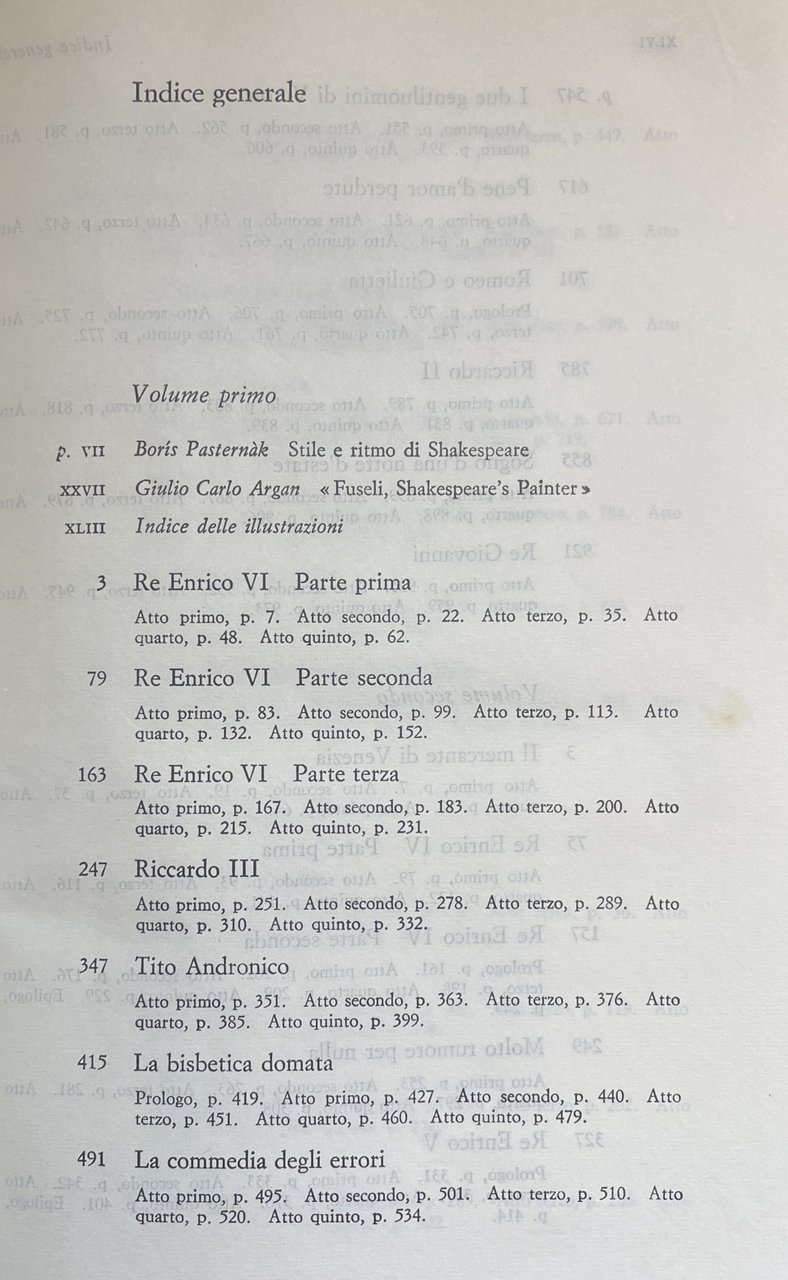 Indice generale
Volume primo
p. VII Borís Pasternàk Stile e ritmo di Shakespeare
XXVII Giulio Carlo Argan «Fuseli, Shakespeare's Painter»
XLIII Indice delle illustrazioni
3 Re Enrico VI Parte prima
Atto primo, p. 7. Atto secondo, p. 22. Atto terzo, p. 35. Atto
quarto, p. 48. Atto quinto, p. 62.
79 Re Enrico VI Parte seconda
Atto primo, p. 83. Atto secondo, p. 99. Atto terzo, p. 113. Atto
quarto, p. 132. Atto quinto, p. 152.
163 Re Enrico VI Parte terza
Atto primo, p. 167. Atto secondo, p. 183. Atto terzo, p. 200. Atto
quarto, p. 215. Atto quinto, p. 231.
247 Riccardo III
Atto primo, p. 251. Atto secondo, p. 278. Atto terzo, p. 289. Atto
quarto, p. 310. Atto quinto, p. 332.
347 Tito Andronico
Atto primo, p. 351. Atto secondo, p. 363. Atto terzo, p. 376. Atto
quarto, p. 385. Atto quinto, p. 399.
415 La bisbetica domata
Prologo, p. 419. Atto primo, p. 427. Atto secondo, p. 440. Atto
terzo, p. 451. Atto quarto, p. 460. Atto quinto, p. 479.
491 La commedia degli errori
Atto primo, p. 495. Atto secondo, p. 501. Atto terzo, p. 510. Atto
quarto, p. 520. Atto quinto, p. 534.